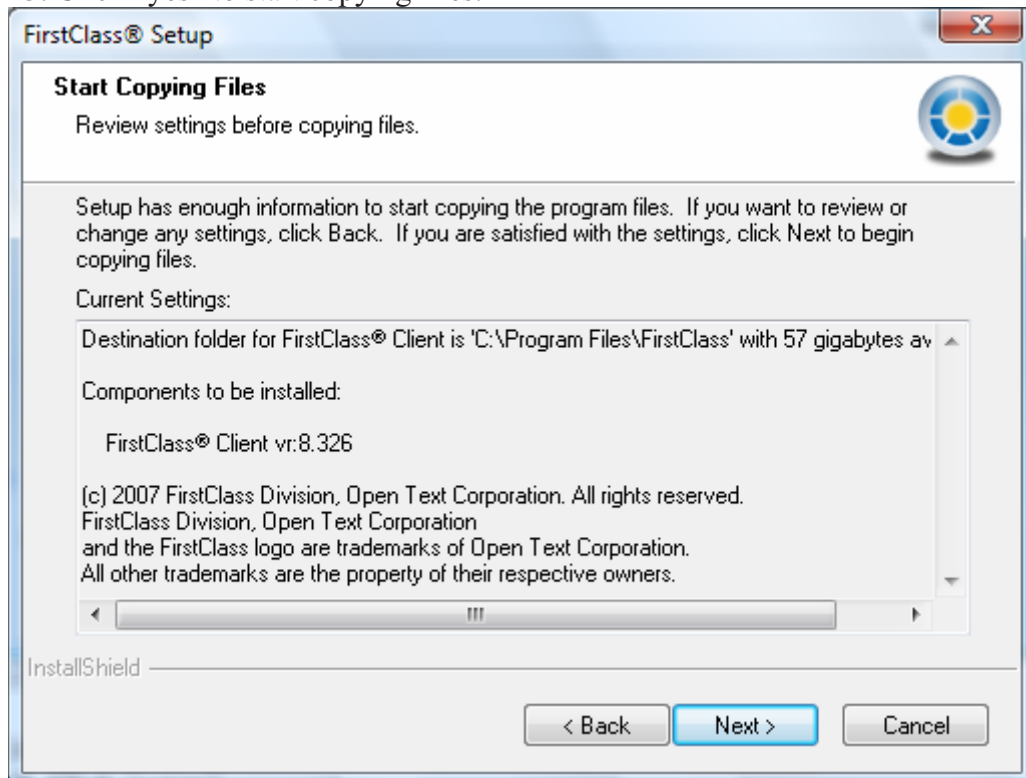 yes to start copying files.
FirstClass® Setup
Start Copying Files
Review settings before copying files.
Setup has enough information to start copying the program files. If you want to review or
change any settings, click Back. If you are satisfied with the settings, click Next to begin
copying files.
Current Settings:
Destination folder for FirstClass® Client is 'C:\Program Files\FirstClass' with 57 gigabytes av
Components to be installed:
FirstClass® Client vr:8.326
(c) 2007 FirstClass Division, Open Text Corporation. All rights reserved.
FirstClass Division, Open Text Corporation
and the FirstClass logo are trademarks of Open Text Corporation.
All other trademarks are the property of their respective owners.
InstallShield
< Back Next > Cancel